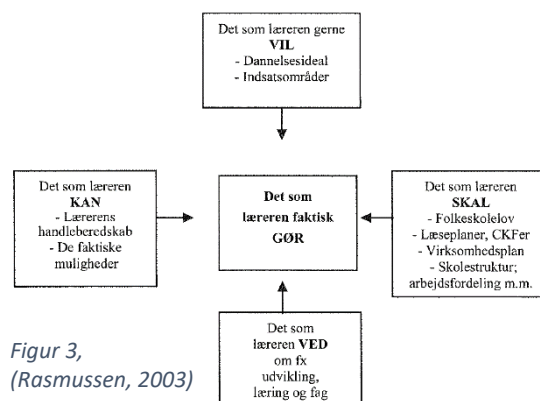 Det som læreren gerne
VIL
- Dannelsesideal
- Indsatsområder
Det som læreren
KAN
- Lærerens
handleberedskab
- De faktiske
muligheder
Det som
læreren faktisk
GØR
Det som læreren
SKAL
- Folkeskolelov
- Læseplaner, CKFer
- Virksomhedsplan
- Skolestruktur;
arbejdsfordeling m.m.
Det som
læreren VED
om fx
udvikling,
læring og fag
Figur 3,
(Rasmussen, 2003)